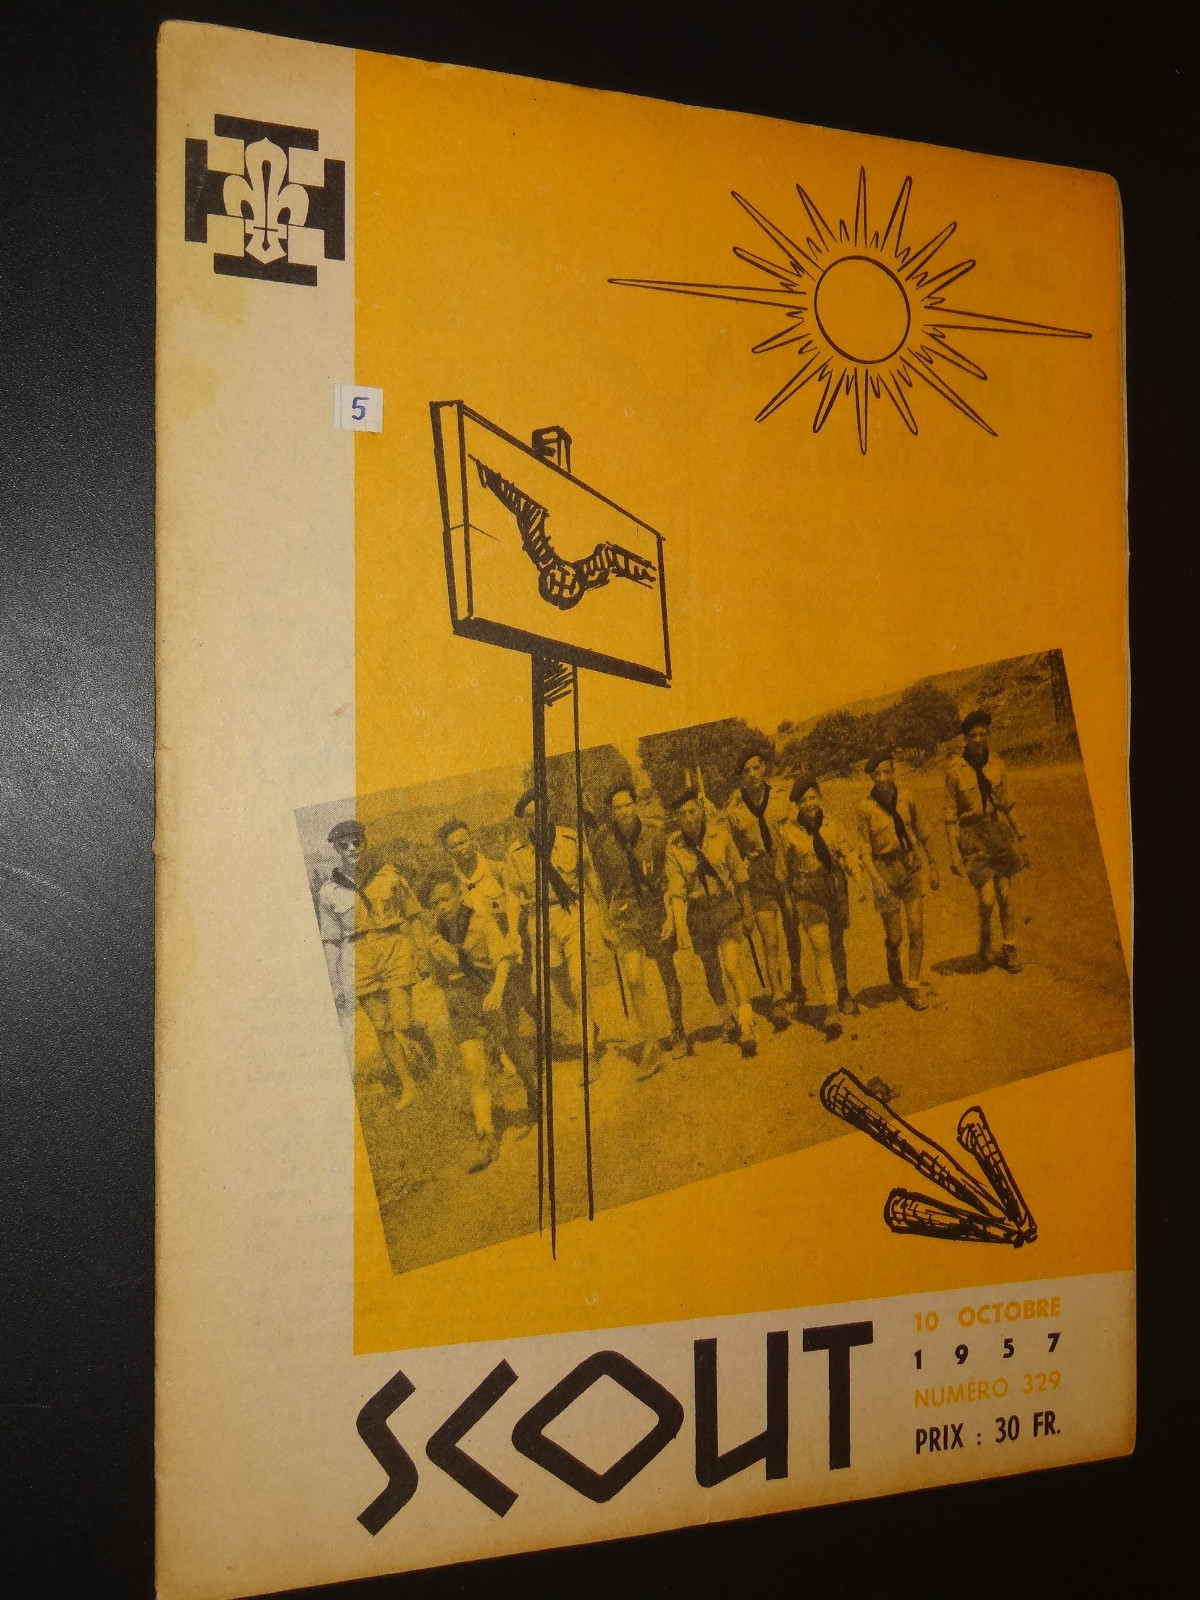 5
SCOUT
10 OCTOBRE
1957
NUMÉRO 329
PRIX : 30 FR.